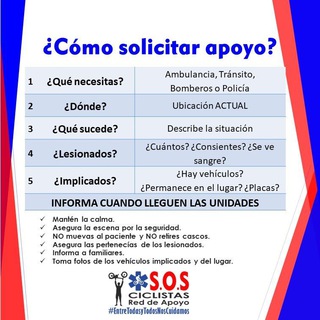 ¿Cómo solicitar apoyo?
1 ¿Qué necesitas? Ambulancia, Tránsito,
Bomberos o Policía
2 ¿Dónde? Ubicación ACTUAL
3 ¿Qué sucede? Describe la situación
4 ¿Lesionados? ¿Cuántos? ¿Consientes? ¿Se ve
sangre?
5 ¿Implicados? ¿Hay vehículos?
¿Permanece en el lugar? ¿Placas?
INFORMA CUANDO LLEGUEN LAS UNIDADES
✓ Mantén la calma.
✓ Asegura la escena por la seguridad.
✓ NO muevas al paciente y NO retires cascos.
✓ Asegura las pertenecías de los lesionados.
✓ Informa a familiares.
✓ Toma fotos de los vehículos implicados y del lugar.
S.O.S
CICLISTAS
Red de Apoyo
#EntreTodasyTodosNosCuidamos